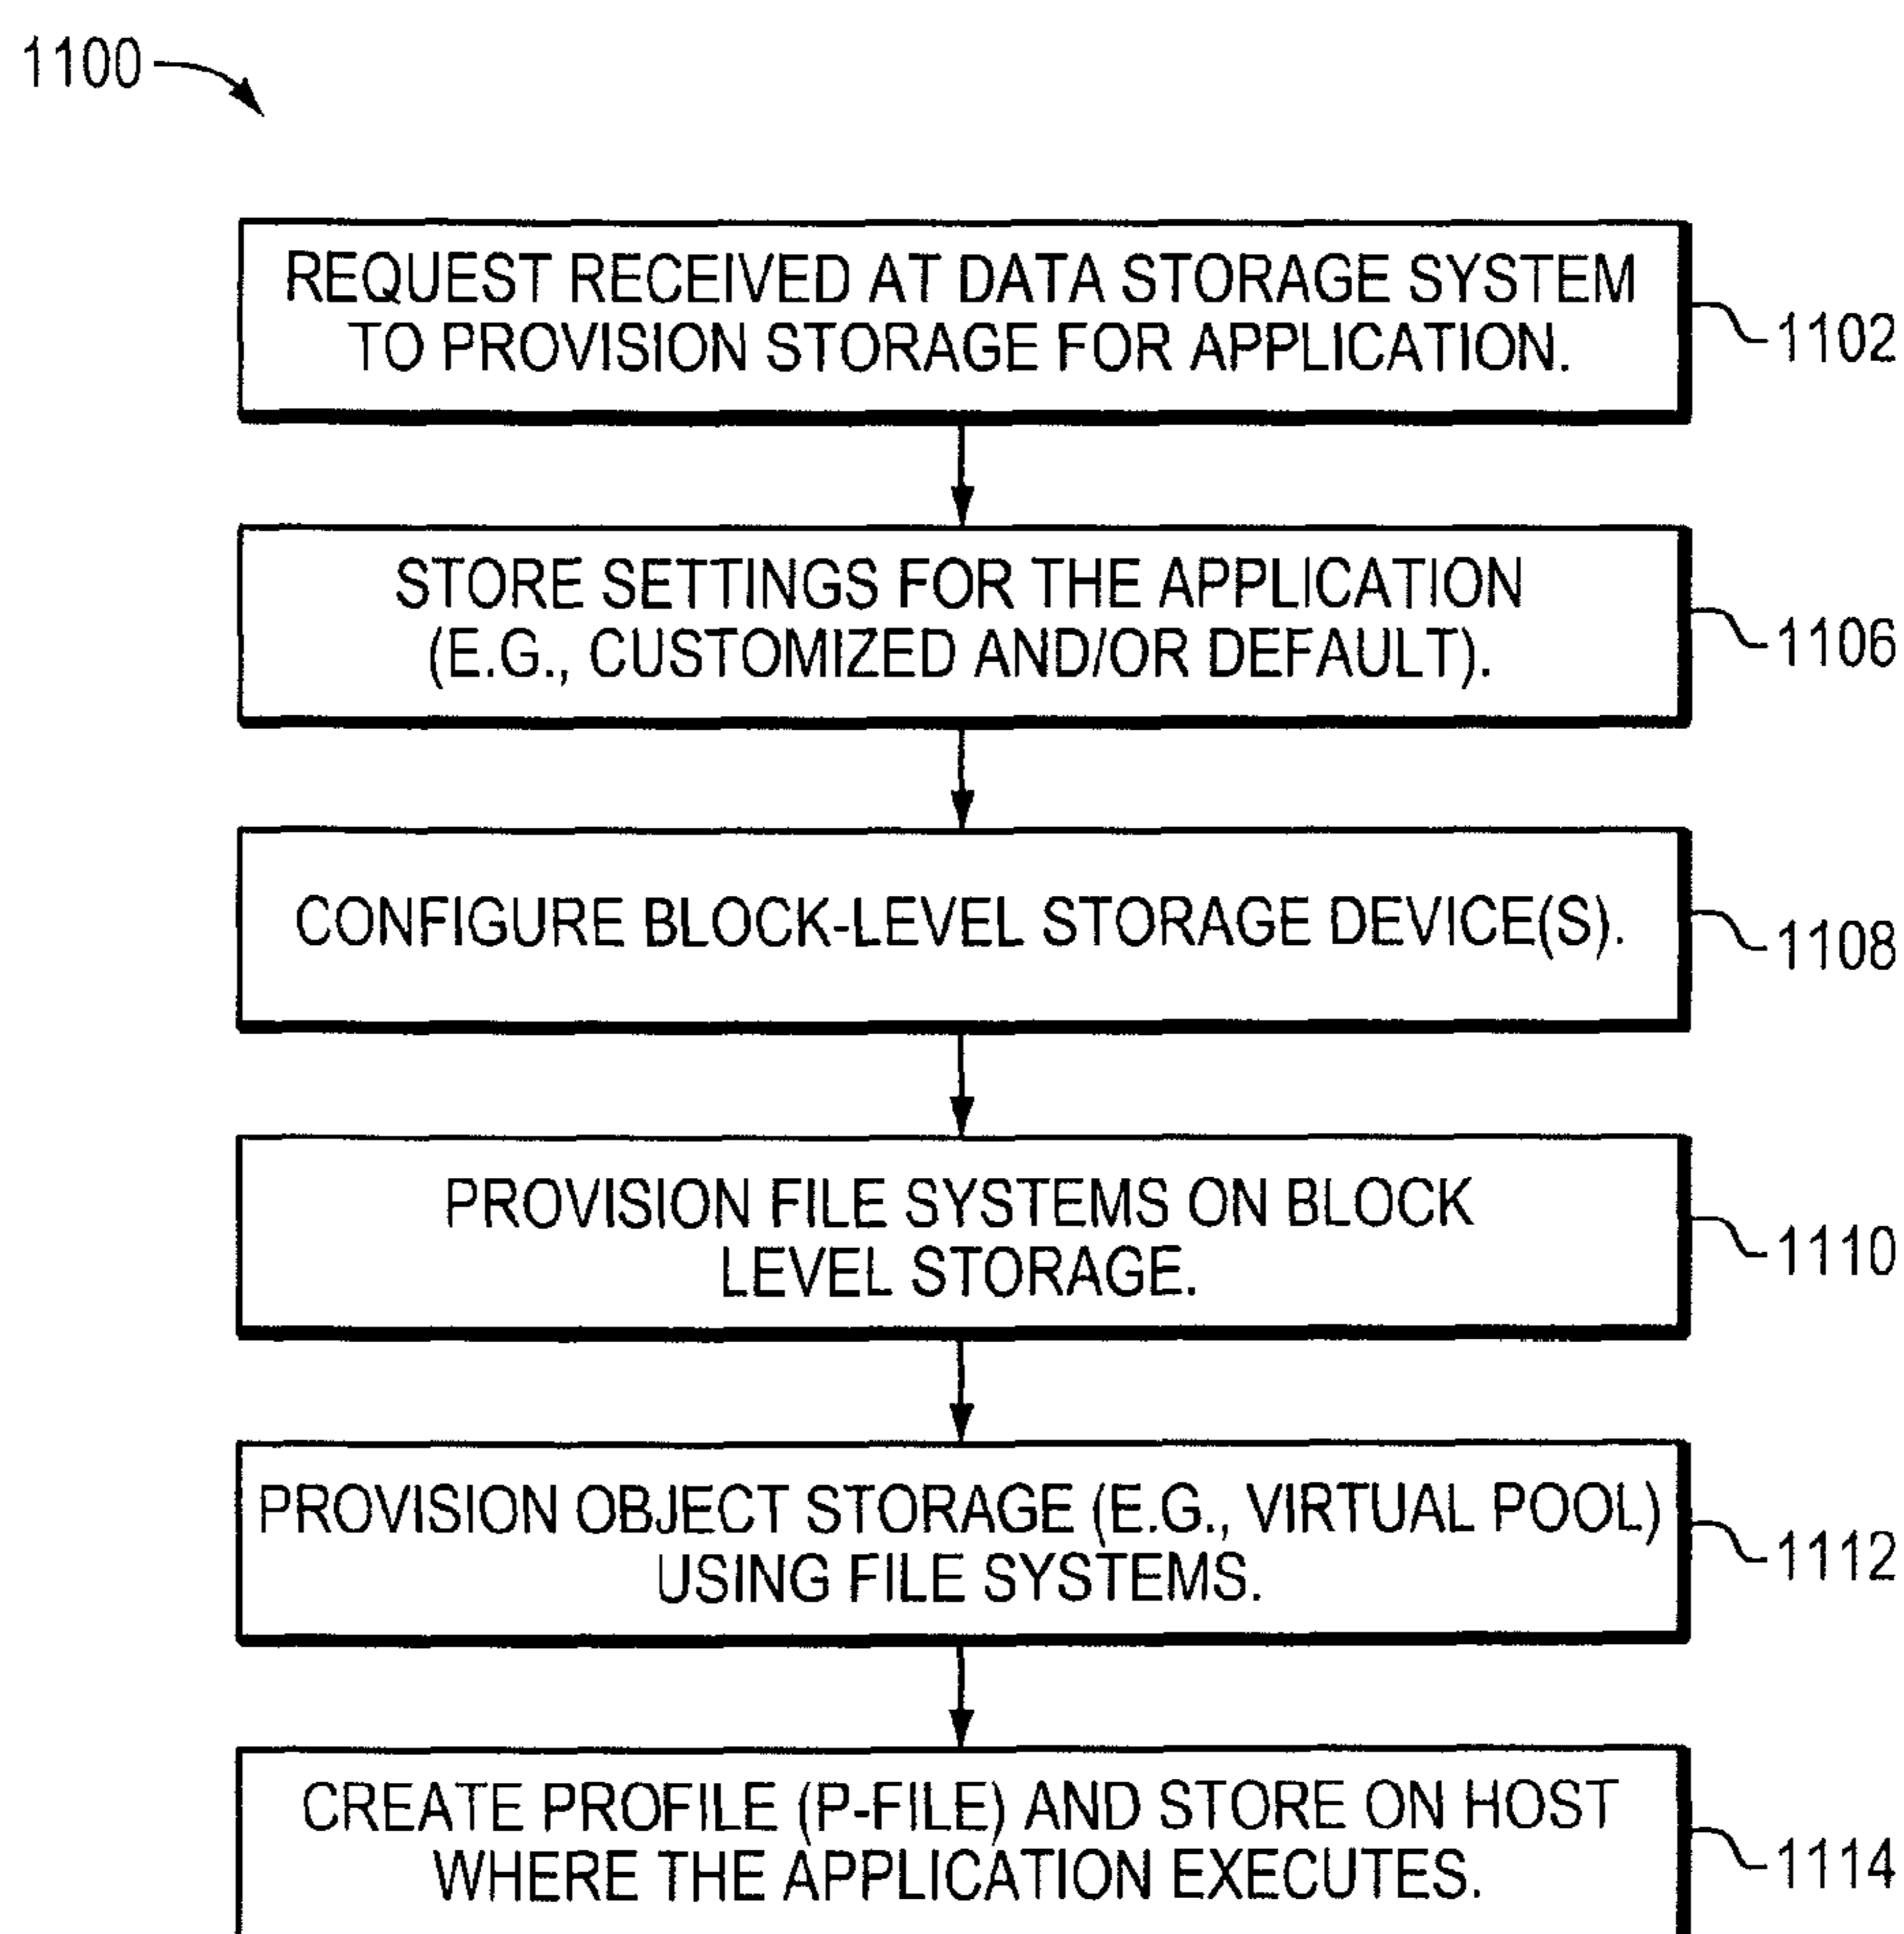 1100
REQUEST RECEIVED AT DATA STORAGE SYSTEM
TO PROVISION STORAGE FOR APPLICATION.
1102
STORE SETTINGS FOR THE APPLICATION
(E.G., CUSTOMIZED AND/OR DEFAULT).
1106
CONFIGURE BLOCK-LEVEL STORAGE DEVICE(S).
1108
PROVISION FILE SYSTEMS ON BLOCK
LEVEL STORAGE.
1110
PROVISION OBJECT STORAGE (E.G., VIRTUAL POOL)
USING FILE SYSTEMS.
1112
CREATE PROFILE (P-FILE) AND STORE ON HOST
WHERE THE APPLICATION EXECUTES.
1114